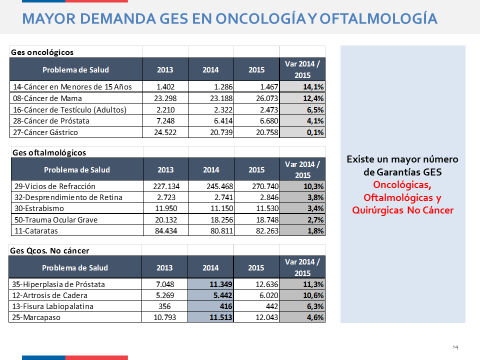 MAYOR DEMANDA GES EN ONCOLOGÍA Y OFTALMOLOGÍA
Ges oncológicos
Problema de Salud 2013 2014 2015 Var 2014 / 2015
14-Cáncer en Menores de 15 Años 1.402 1.286 1.467 14,1%
08-Cancer de Mama 23.298 23.188 26.073 12,4%
16-Cáncer de Testículo (Adultos) 2.210 2.322 2.473 6,5%
28-Cáncer de Próstata 7.248 6.414 6.680 4,1%
27-Cáncer Gástrico 24.522 20.739 20.758 0,1%
Ges oftalmológicos
Problema de Salud 2013 2014 2015 Var 2014 / 2015
29-Vicios de Refracción 227.134 245.468 270.740 10,3%
32-Desprendimiento de Retina 2.723 2.741 2.846 3,8%
30-Estrabismo 11.950 11.150 11.530 3,4%
50-Trauma Ocular Grave 20.132 18.256 18.748 2,7%
11-Cataratas 84.434 80.811 82.263 1,8%
Ges Qcos. No cáncer
Problema de Salud 2013 2014 2015 Var 2014 / 2015
35-Hiperplasia de Próstata 7.048 11.349 12.636 11,3%
12-Artrosis de Cadera 5.269 5.442 6.020 10,6%
13-Fisura Labiopalatina 356 416 442 6,3%
25-Marcapaso 10.793 11.513 12.043 4,6%
Existe un mayor número
de Garantías GES
Oncológicas,
Oftalmológicas y
Quirúrgicas No Cáncer